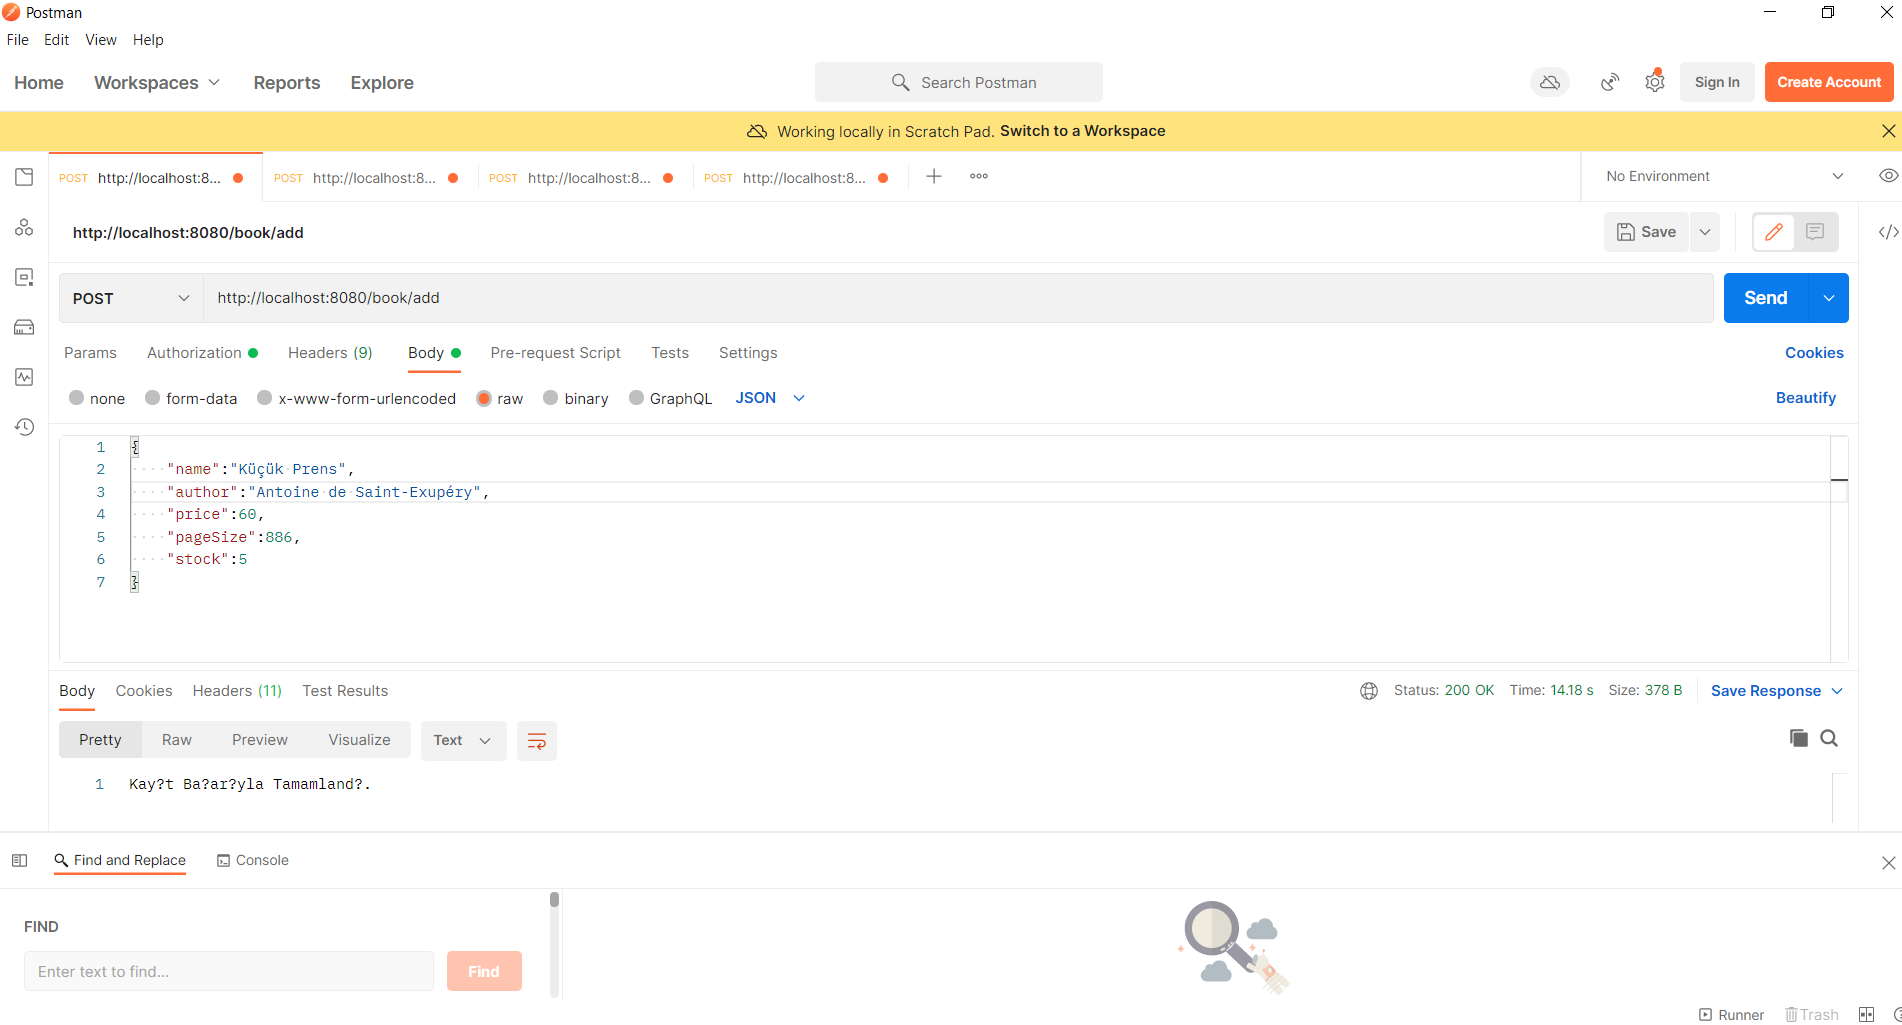 Postman
File Edit View Help
Home Workspaces Reports Explore Search Postman Sign In Create Account
Working locally in Scratch Pad. Switch to a Workspace
POST http://localhost:8... POST http://localhost:8... POST http://localhost:8... POST http://localhost:8... No Environment
http://localhost:8080/book/add Save
POST http://localhost:8080/book/add Send
Params Authorization Headers (9) Body Pre-request Script Tests Settings Cookies
none form-data x-www-form-urlencoded raw binary GraphQL JSON Beautify
1 {
2 "name":"Küçük Prens",
3 "author":"Antoine de Saint-Exupéry",
4 "price":60,
5 "pageSize":886,
6 "stock":5
7 }
Body Cookies Headers (11) Test Results Status: 200 OK Time: 14.18 s Size: 378 B Save Response
Pretty Raw Preview Visualize Text
1 Kay?t Ba?ar?yla Tamamland?.
Find and Replace Console
FIND
Enter text to find... Find
Runner Trash